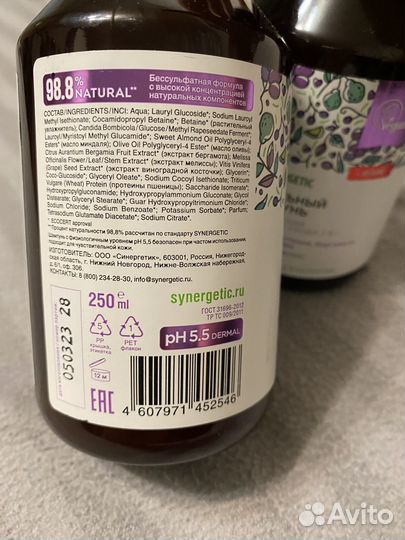 98.8% NATURAL**
Бессульфатная формула
с высокой концентрацией
натуральных компонентов
СОСТАВ/INGREDIENTS/INCI: Aqua; Lauryl Glucoside*; Sodium Lauroyl
Methyl Isethionate; Cocamidopropyl Betaine*; Betaine* (растительный
увлажнитель); Candida Bombicola/Glucose/Methyl Rapeseedate Ferment*;
Lauroyl/Myristoyl Methyl Glucamide*; Sweet Almond Oil Polyglyceryl-4
Esters* (масло миндаля); Olive Oil Polyglyceryl-4 Ester* (масло оливы);
Citrus Aurantium Bergamia Fruit Extract* (экстракт бергамота); Melissa
Officinalis Flower/Leaf/Stem Extract* (экстракт мелиссы); Vitis Vinifera
(Grape) Seed Extract* (экстракт виноградной косточки); Glycerin*;
Coco-Glucoside*; Glyceryl Oleate*; Sodium Cocoyl Isethionate; Triticum
Vulgare (Wheat) Protein (протеины пшеницы)*; Saccharide Isomerate*;
Hydroxypropylgluconamide; Hydroxypropylammonium Gluconate; Glycol
Distearate*; Glyceryl Stearate*; Guar Hydroxypropyltrimonium Chloride*;
Sodium Chloride*; Sodium Benzoate*; Potassium Sorbate*; Parfum;
Tetrasodium Glutamate Diacetate*; Sodium Citrate*.
* ECOCERT approval
**Процент натуральности 98,8% рассчитан по стандарту SYNERGETIC
Шампунь с физиологичным уровнем pH 5,5 безопасен при частом использовании,
подходит для чувствительной кожи.
ИЗГОТОВИТЕЛЬ: ООО «Синергетик», 603001, Россия, Нижегородская
обл., г. Нижний Новгород, Нижне-Волжская набережная,
д. 6/1, оф. 306.
КОНТАКТЫ: 8 (800) 234-28-30, info@synergetic.ru
050323 28
250 ml e
synergetic.ru
ГОСТ 31696-2012
ТР ТС 009/2011
5
PP
крышка,
этикетка
1
PET
флакон
pH 5.5 DERMAL
12 м
EAC
4 607971 452546
Avito